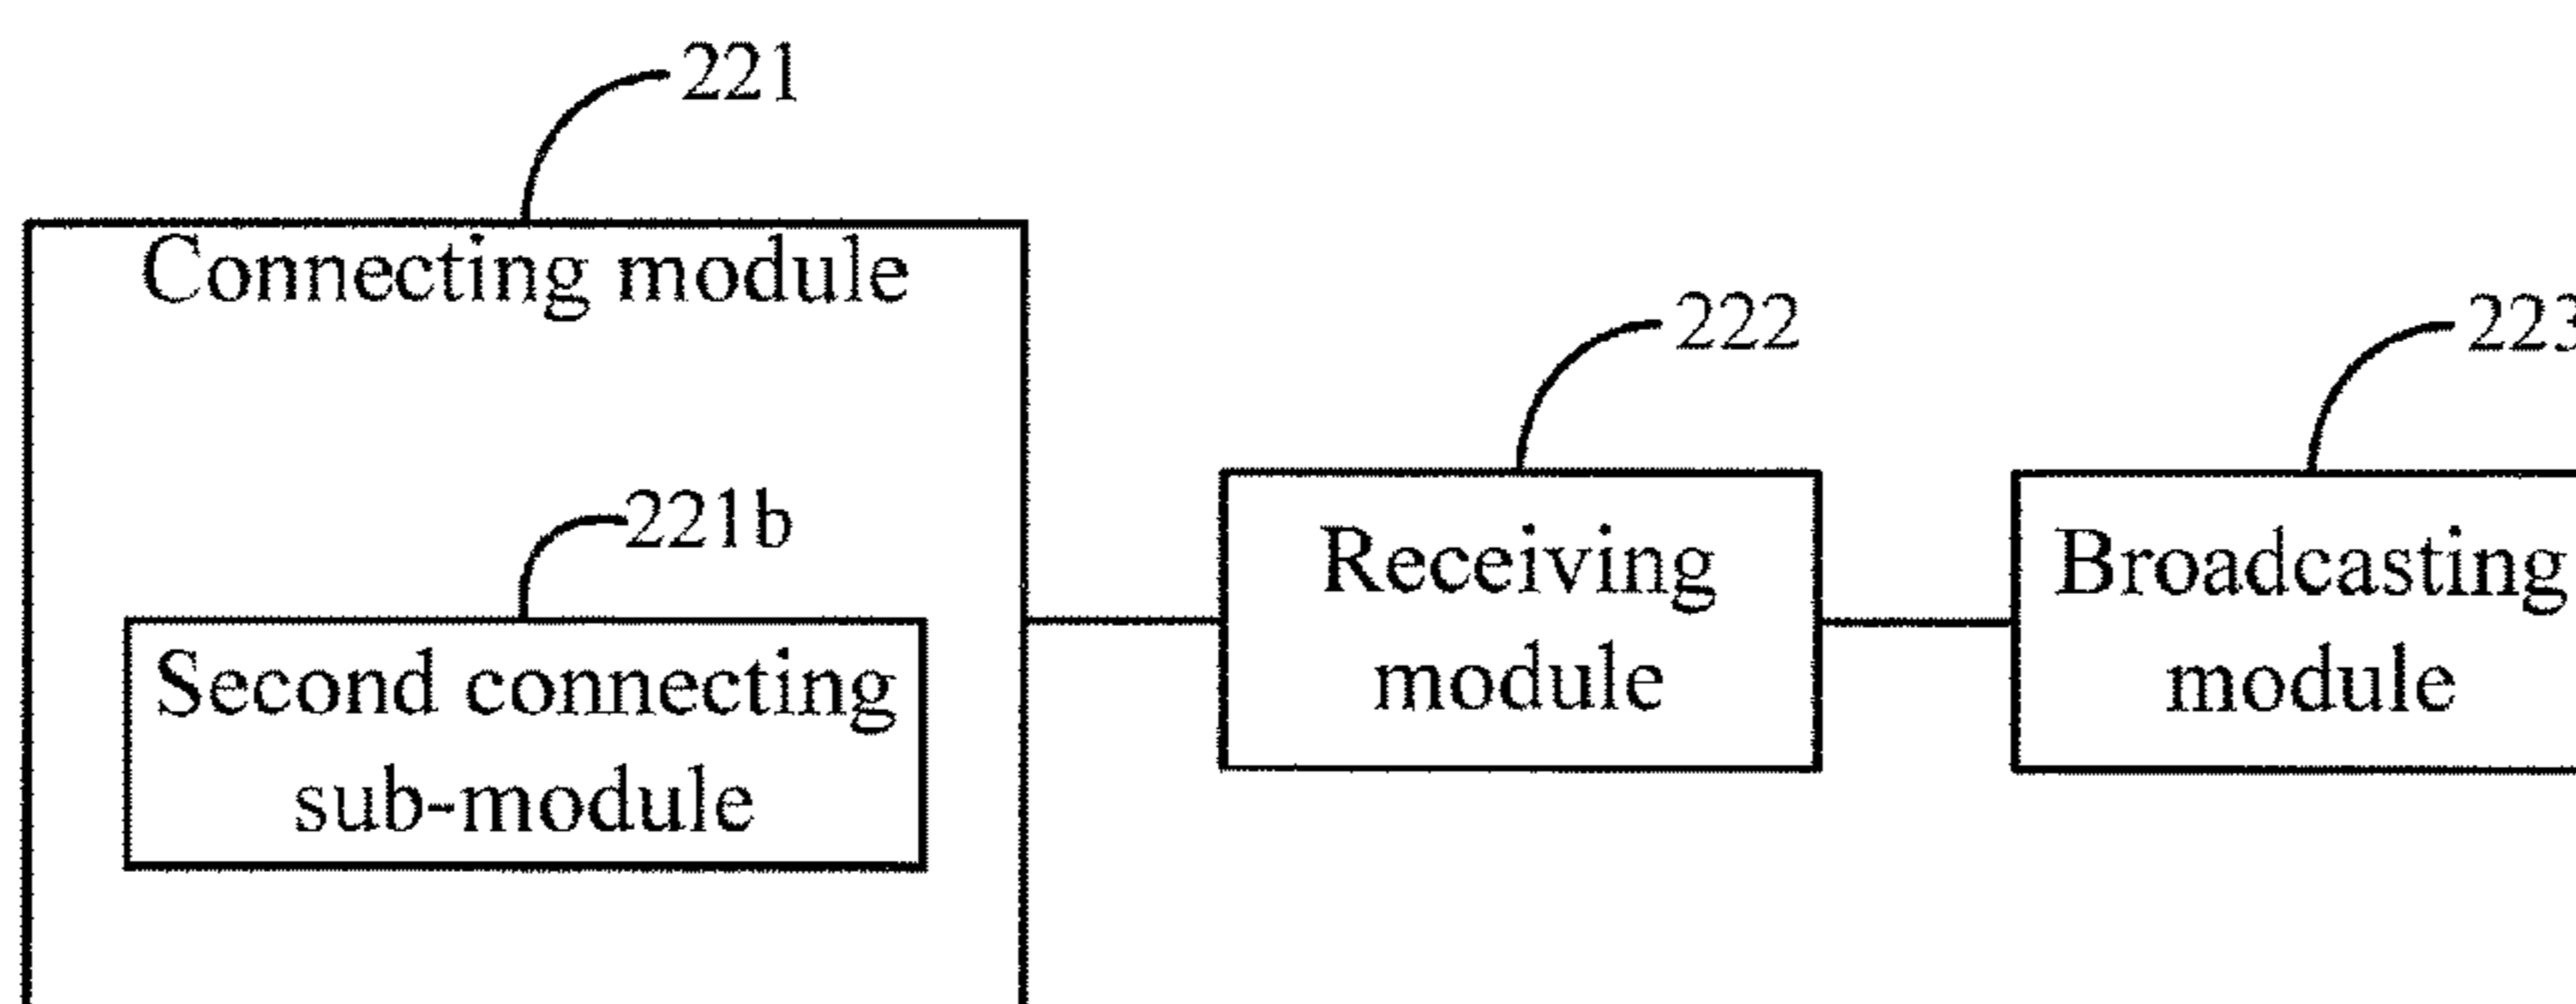 221
Connecting module
222
223
221b
Second connecting
sub-module
Receiving
module
Broadcasting
module